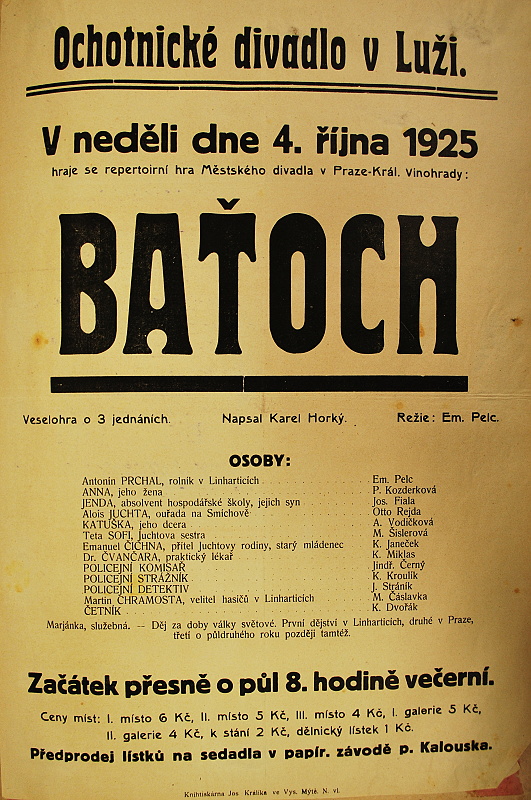 Ochotnické divadlo v Luži.
V neděli dne 4. října 1925
hraje se repertoirní hra Městského divadla v Praze-Král. Vinohrady:
BAŤOCH
Veselohra o 3 jednáních. Napsal Karel Horký. Režie: Em. Pelc.
OSOBY:
Antonín PRCHAL, rolník v Linharticích Em. Pelc
ANNA, jeho žena P. Kozderková
JENDA, absolvent hospodářské školy, jejich syn Jos. Fiala
Alois JUCHTA, ouřada na Smíchově Otto Rejda
KATUŠKA, jeho dcera A. Vodičková
Teta SOFI, Juchtova sestra M. Šislerová
Emanuel ČIČHNA, přítel Juchtovy rodiny, starý mládenec K. Janeček
Dr. ČVANČARA, praktický lékař K. Miklas
POLICEJNÍ KOMISAŘ Jindř. Černý
POLICEJNÍ STRÁŽNÍK K. Kroulík
POLICEJNÍ DETEKTIV J. Stráník
Martin CHRAMOSTA, velitel hasičů v Linharticích M. Čáslavka
ČETNÍK K. Dvořák
Marjánka, služebná. — Děj za doby války světové. První dějství v Linharticích, druhé v Praze,
třetí o půldruhého roku později tamtéž.
Začátek přesně o půl 8. hodině večerní.
Ceny míst: I. místo 6 Kč, II. místo 5 Kč, III. místo 4 Kč, I. galerie 5 Kč,
II. galerie 4 Kč, k stání 2 Kč, dělnický lístek 1 Kč.
Předprodej lístků na sedadla v papír. závodě p. Kalouska.
Knihtiskárna Jos Králíka ve Vys. Mýtě. N. vl.